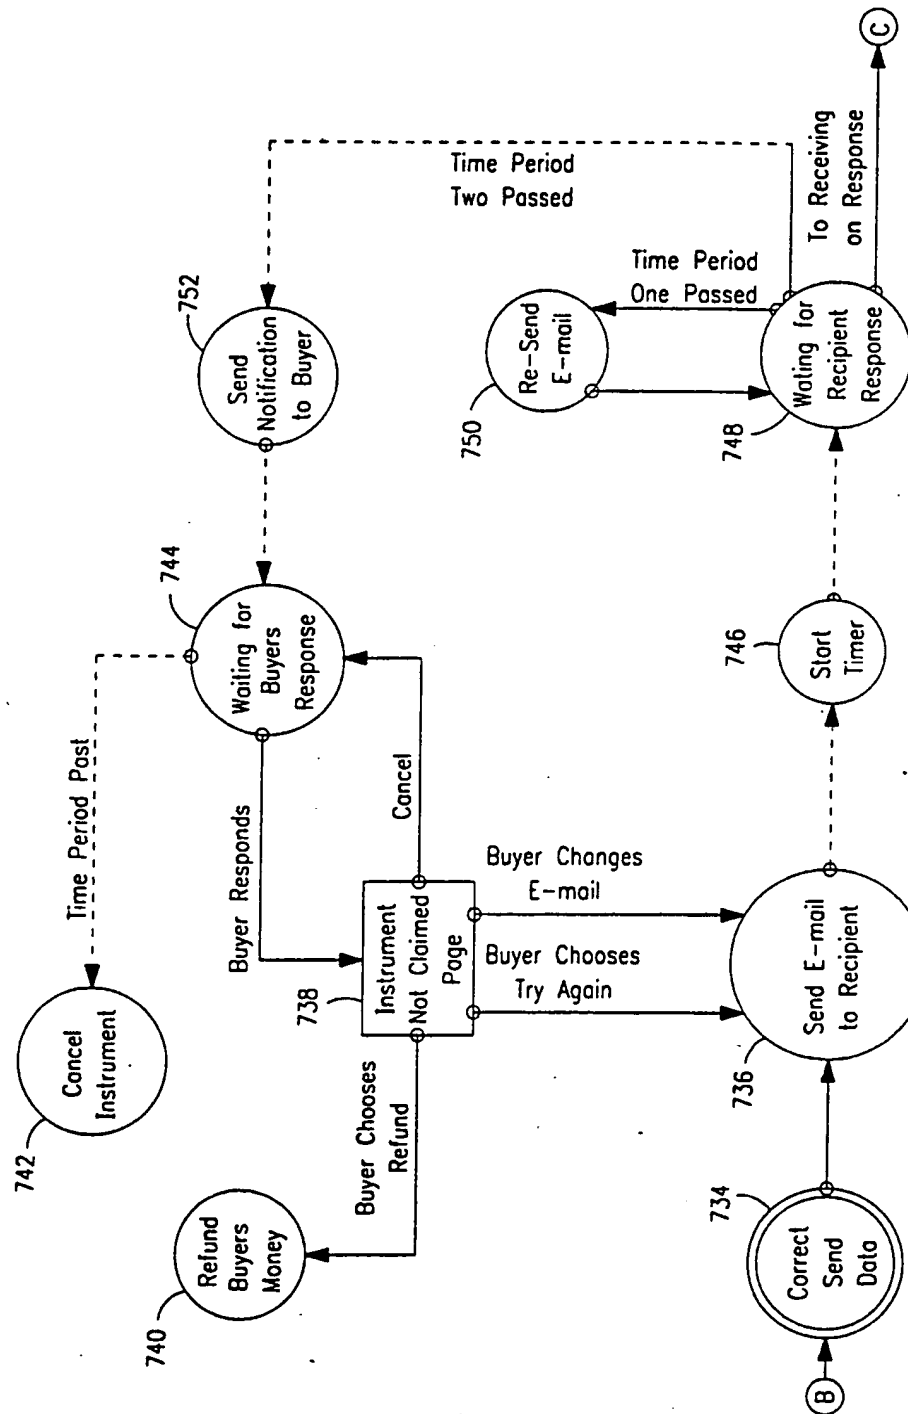 742
Cancel
Instrument
Time Period Past
744
Waiting for
Buyers
Response
752
Send
Notification
to Buyer
Time Period
Two Passed
740
Refund
Buyers
Money
Buyer Chooses
Refund
Buyer Responds
738
Instrument
Not Claimed
Page
Cancel
Buyer Changes
E-mail
Buyer Chooses
Try Again
750
Re-Send
E-mail
Time Period
One Passed
B
734
Correct
Send
Data
736
Send E-mail
to Recipient
746
Start
Timer
748
Wating for
Recipient
Response
To Receiving
on Response
C